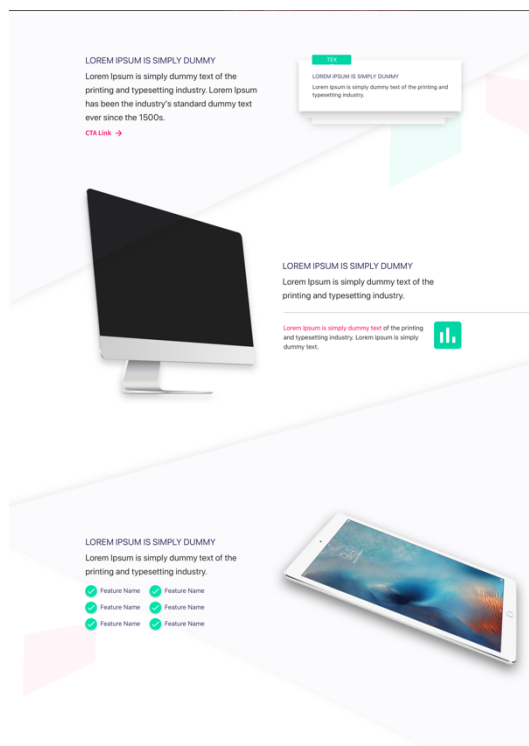 LOREM IPSUM IS SIMPLY DUMMY
Lorem Ipsum is simply dummy text of the
printing and typesetting industry. Lorem Ipsum
has been the industry's standard dummy text
ever since the 1500s.
CTA Link
TEX
LOREM IPSUM IS SIMPLY DUMMY
Lorem Ipsum is simply dummy text of the printing and
typesetting industry.
LOREM IPSUM IS SIMPLY DUMMY
Lorem Ipsum is simply dummy text of the
printing and typesetting industry.
Lorem Ipsum is simply dummy text of the printing
and typesetting industry. Lorem Ipsum is simply
dummy text.
LOREM IPSUM IS SIMPLY DUMMY
Lorem Ipsum is simply dummy text of the
printing and typesetting industry.
Feature Name Feature Name
Feature Name Feature Name
Feature Name Feature Name